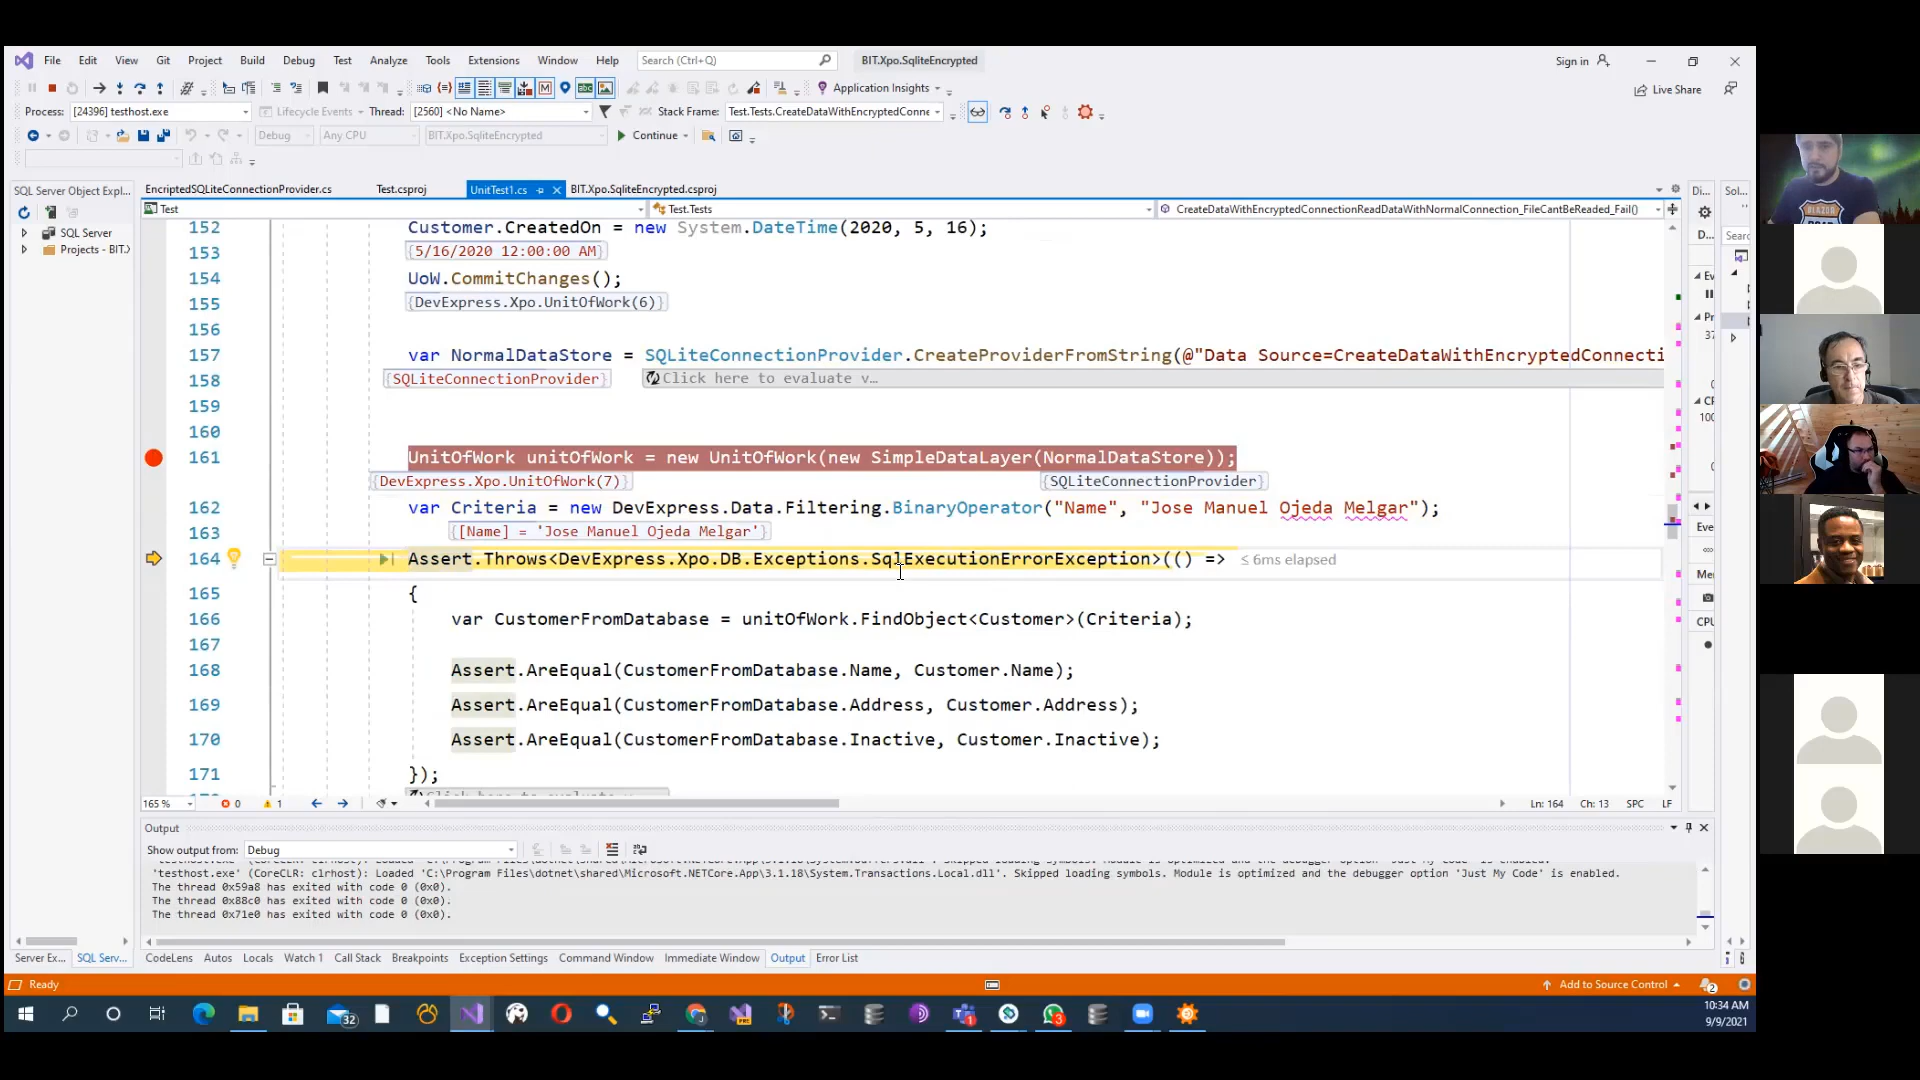 File Edit View Git Project Build Debug Test Analyze Tools Extensions Window Help Search (Ctrl+Q) BIT.Xpo.SqliteEncrypted Sign in
Application Insights Live Share
Process: [24396] testhost.exe Lifecycle Events Thread: [2560] <No Name> Stack Frame: Test.Tests.CreateDataWithEncryptedConne
Debug Any CPU BIT.Xpo.SqliteEncrypted Continue
SQL Server Object Expl... EncriptedSQLiteConnectionProvider.cs Test.csproj UnitTest1.cs BIT.Xpo.SqliteEncrypted.csproj Di... Sol...
Test Test.Tests CreateDataWithEncryptedConnectionReadDataWithNormalConnection_FileCantBeReaded_Fail()
SQL Server
Projects - BIT.X
152 Customer.CreatedOn = new System.DateTime(2020, 5, 16);
153 {5/16/2020 12:00:00 AM}
154 UoW.CommitChanges();
155 {DevExpress.Xpo.UnitOfWork(6)}
156
157 var NormalDataStore = SQLiteConnectionProvider.CreateProviderFromString(@"Data Source=CreateDataWithEncryptedConnecti
158 {SQLiteConnectionProvider} Click here to evaluate v...
159
160
161 UnitOfWork unitOfWork = new UnitOfWork(new SimpleDataLayer(NormalDataStore));
{DevExpress.Xpo.UnitOfWork(7)} {SQLiteConnectionProvider}
162 var Criteria = new DevExpress.Data.Filtering.BinaryOperator("Name", "Jose Manuel Ojeda Melgar");
163 {[Name] = 'Jose Manuel Ojeda Melgar'}
164 Assert.Throws<DevExpress.Xpo.DB.Exceptions.SqlExecutionErrorException>(() => ≤ 6ms elapsed
165 {
166 var CustomerFromDatabase = unitOfWork.FindObject<Customer>(Criteria);
167
168 Assert.AreEqual(CustomerFromDatabase.Name, Customer.Name);
169 Assert.AreEqual(CustomerFromDatabase.Address, Customer.Address);
170 Assert.AreEqual(CustomerFromDatabase.Inactive, Customer.Inactive);
171 });
165 % 0 1 Ln: 164 Ch: 13 SPC LF
Output
Show output from: Debug
'testhost.exe' (CoreCLR: clrhost): Loaded 'C:\Program Files\dotnet\shared\Microsoft.NETCore.App\3.1.18\System.Transactions.Local.dll'. Skipped loading symbols. Module is optimized and the debugger option 'Just My Code' is enabled.
The thread 0x59a8 has exited with code 0 (0x0).
The thread 0x88c0 has exited with code 0 (0x0).
The thread 0x71e0 has exited with code 0 (0x0).
Server Ex... SQL Serv... CodeLens Autos Locals Watch 1 Call Stack Breakpoints Exception Settings Command Window Immediate Window Output Error List
Ready Add to Source Control 2
10:34 AM
9/9/2021